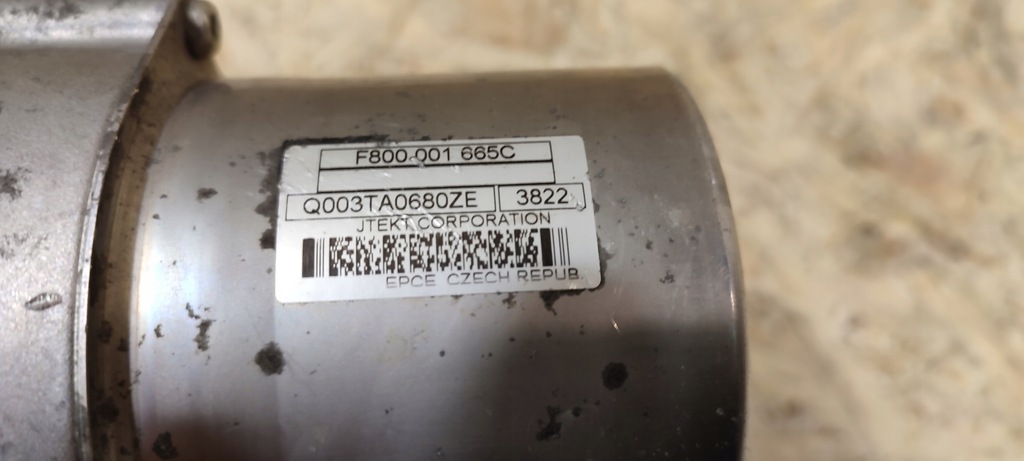 F800-001 665C
Q003TA0680ZE 3822
JTEKT CORPORATION
EPCE CZECH REPUB.